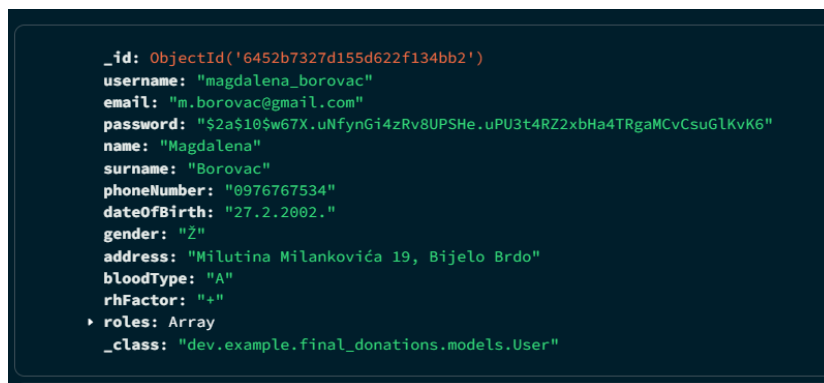 _id: ObjectId('6452b7327d155d622f134bb2')
username: "magdalena_borovac"
email: "m.borovac@gmail.com"
password: "$2a$10$w67X.uNfynGi4zRv8UPSHe.uPU3t4RZ2xbHa4TRgaMCvCsuGlKvK6"
name: "Magdalena"
surname: "Borovac"
phoneNumber: "0976767534"
dateOfBirth: "27.2.2002."
gender: "Ž"
address: "Milutina Milankovića 19, Bijelo Brdo"
bloodType: "A"
rhFactor: "+"
roles: Array
_class: "dev.example.final_donations.models.User"